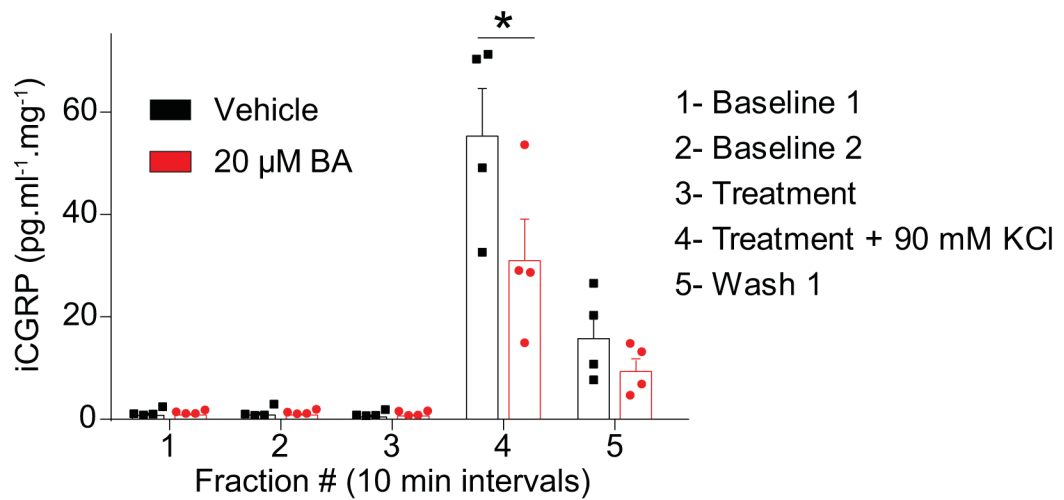 *
60
40
20
0
iCGRP (pg.ml⁻¹.mg⁻¹)
Vehicle
20 µM BA
1- Baseline 1
2- Baseline 2
3- Treatment
4- Treatment + 90 mM KCl
5- Wash 1
1 2 3 4 5
Fraction # (10 min intervals)